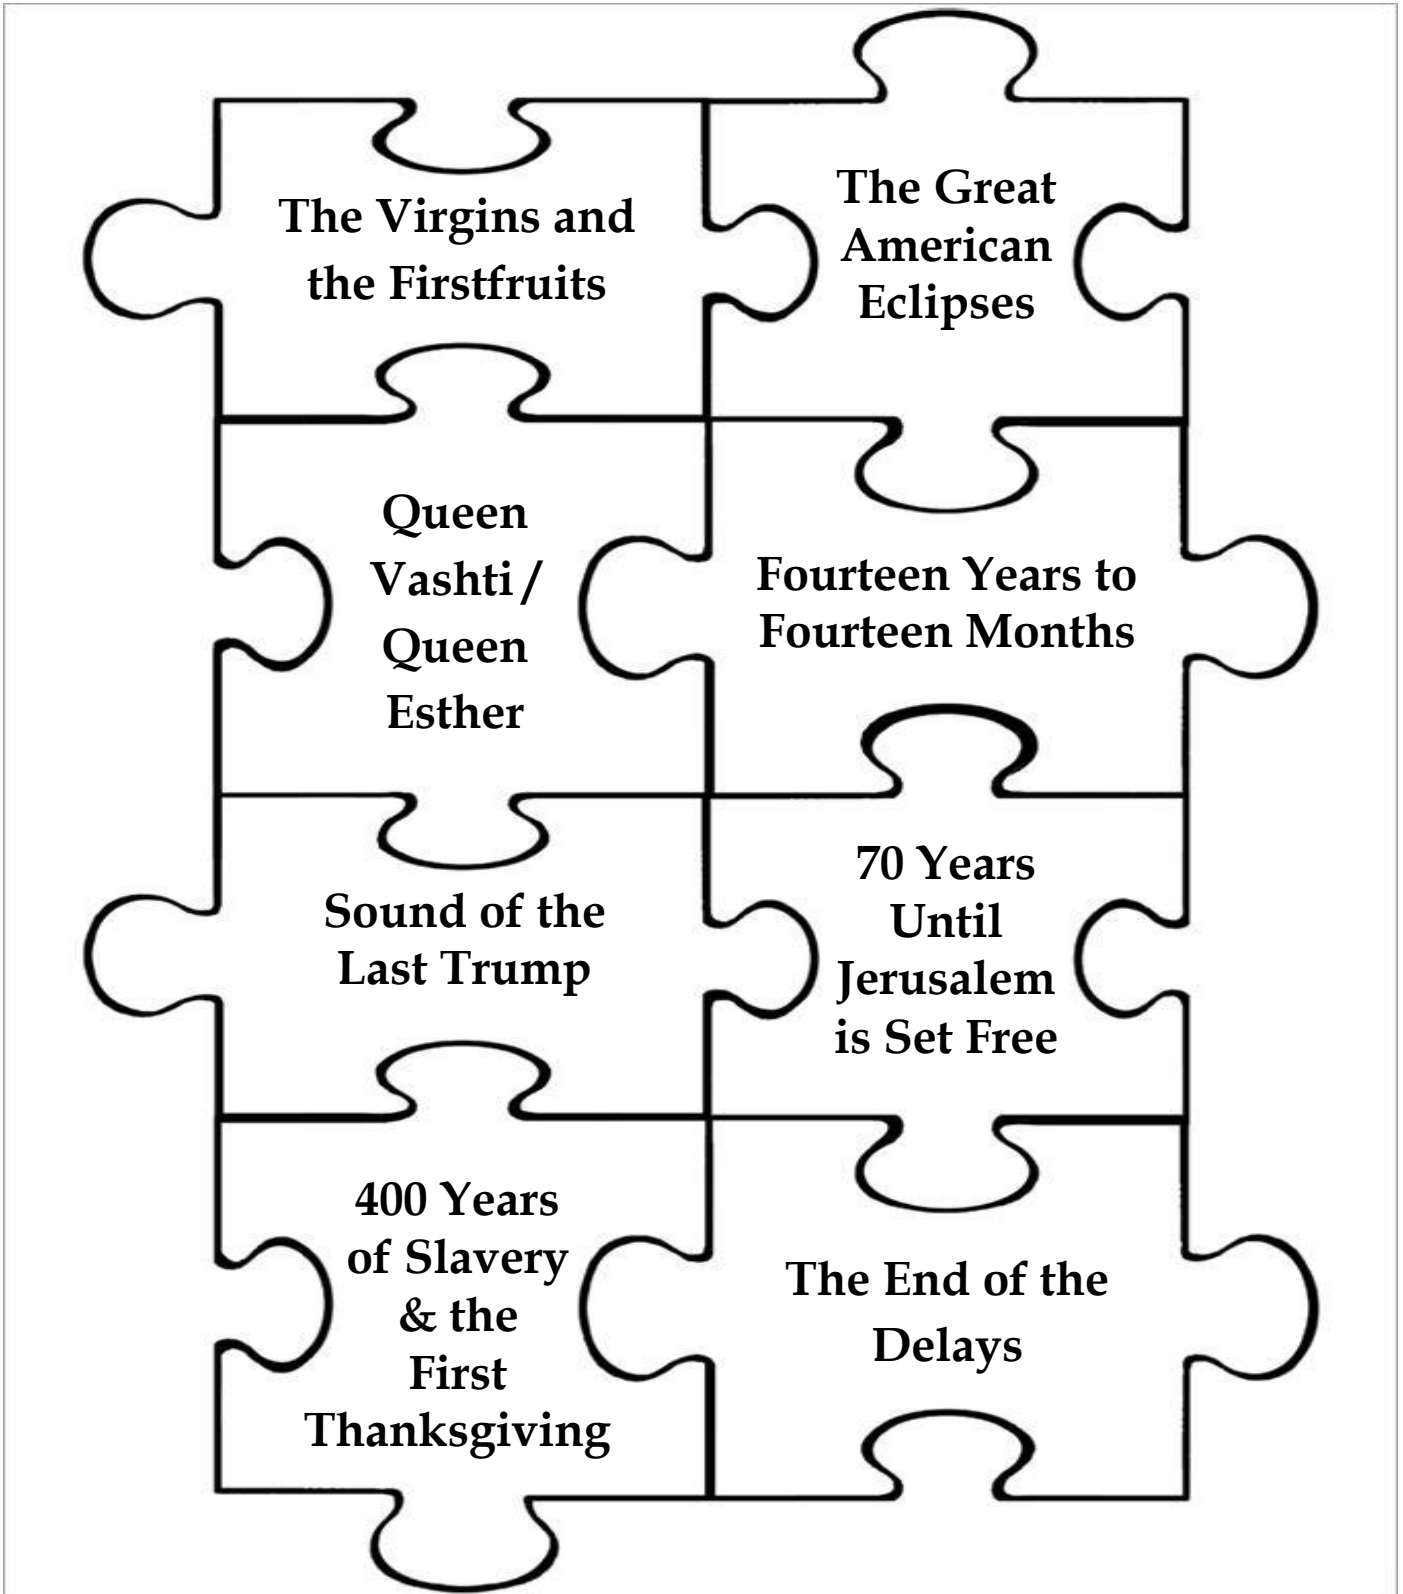 The Virgins and
the Firstfruits
The Great
American
Eclipses
Queen
Vashti /
Queen
Esther
Fourteen Years to
Fourteen Months
Sound of the
Last Trump
70 Years
Until
Jerusalem
is Set Free
400 Years
of Slavery
& the
First
Thanksgiving
The End of the
Delays